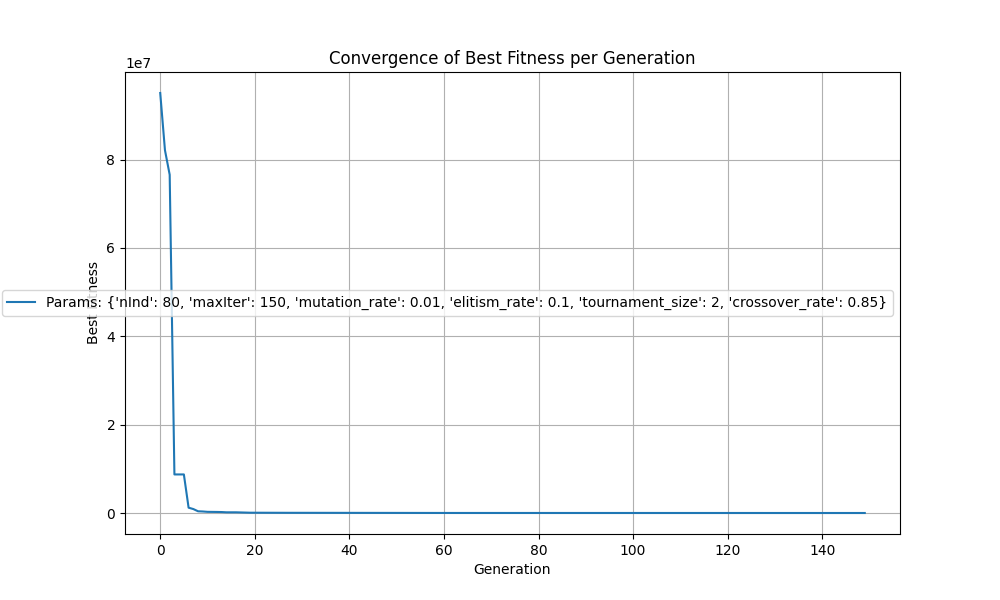 Convergence of Best Fitness per Generation
1e7
8
6
4
2
0
Best ness
Params: {'nInd': 80, 'maxIter': 150, 'mutation_rate': 0.01, 'elitism_rate': 0.1, 'tournament_size': 2, 'crossover_rate': 0.85}
0 20 40 60 80 100 120 140
Generation